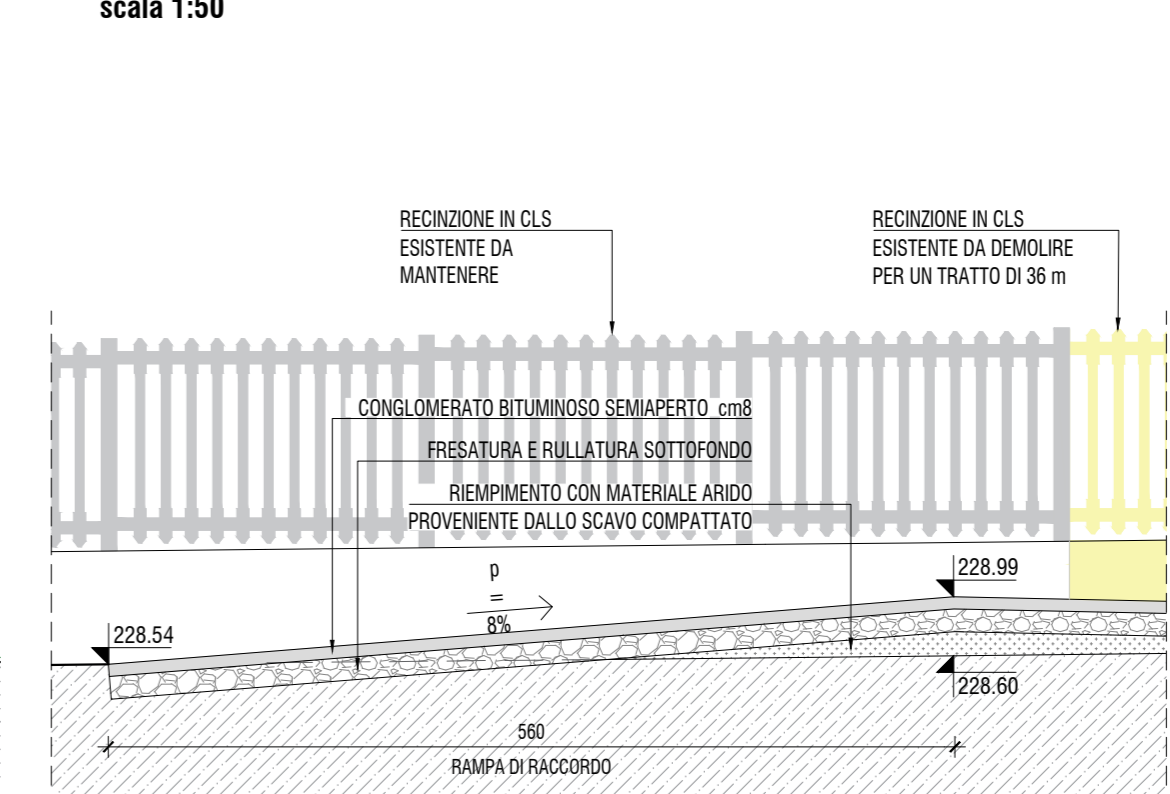 scala 1:50
RECINZIONE IN CLS
ESISTENTE DA
MANTENERE
RECINZIONE IN CLS
ESISTENTE DA DEMOLIRE
PER UN TRATTO DI 36 m
CONGLOMERATO BITUMINOSO SEMIAPERTO cm8
FRESATURA E RULLATURA SOTTOFONDO
RIEMPIMENTO CON MATERIALE ARIDO
PROVENIENTE DALLO SCAVO COMPATTATO
p
=
8%
228.99
228.54
228.60
560
RAMPA DI RACCORDO